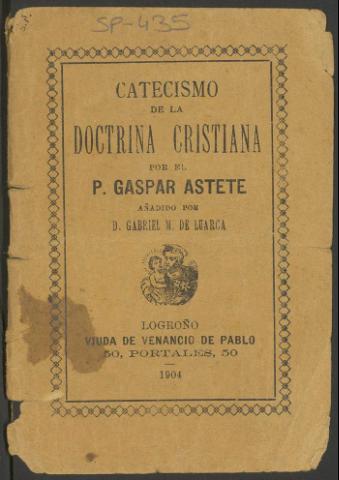 S.P.
SP-435
CATECISMO
DE LA
DOCTRINA CRISTIANA
POR EL
P. GASPAR ASTETE
AÑADIDO POR
D. GABRIEL M. DE LUARCA
LOGROÑO
VIUDA DE VENANCIO DE PABLO
50, PORTALES, 50
1904